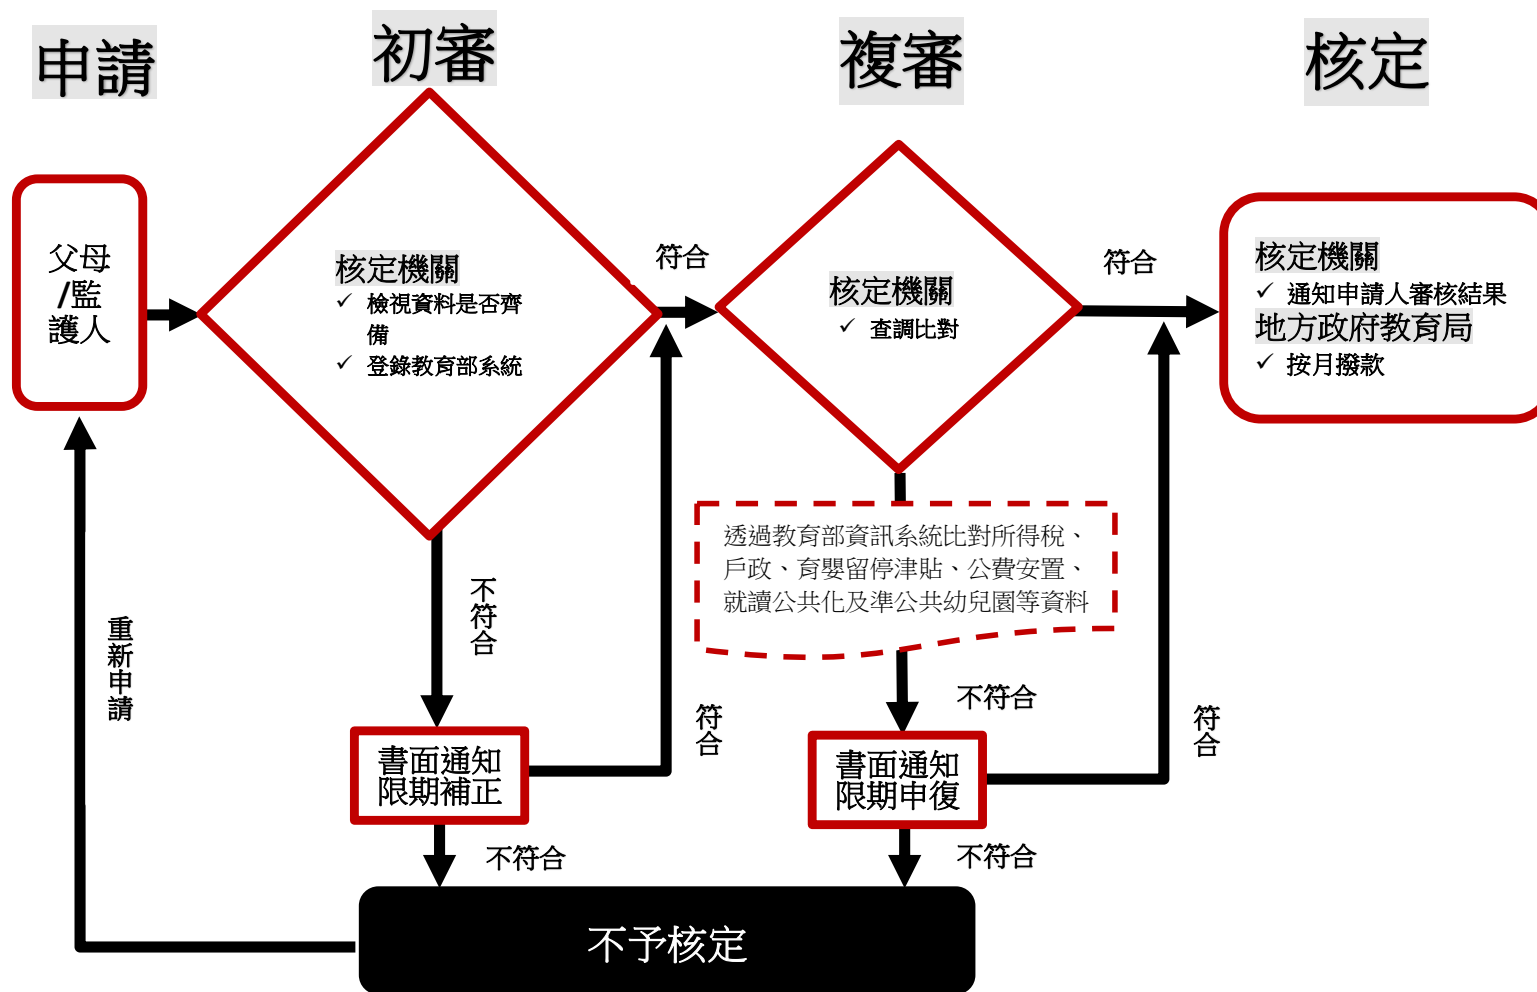 申請
初審
複審
核定
父母
/監
護人
核定機關
✓ 檢視資料是否齊
備
✓ 登錄教育部系統
符合
核定機關
✓ 查調比對
符合
核定機關
✓ 通知申請人審核結果
地方政府教育局
✓ 按月撥款
透過教育部資訊系統比對所得稅、
戶政、育嬰留停津貼、公費安置、
就讀公共化及準公共幼兒園等資料
不符合
重新申請
不符合
符合
符合
書面通知
限期補正
書面通知
限期申復
不符合
不符合
不予核定